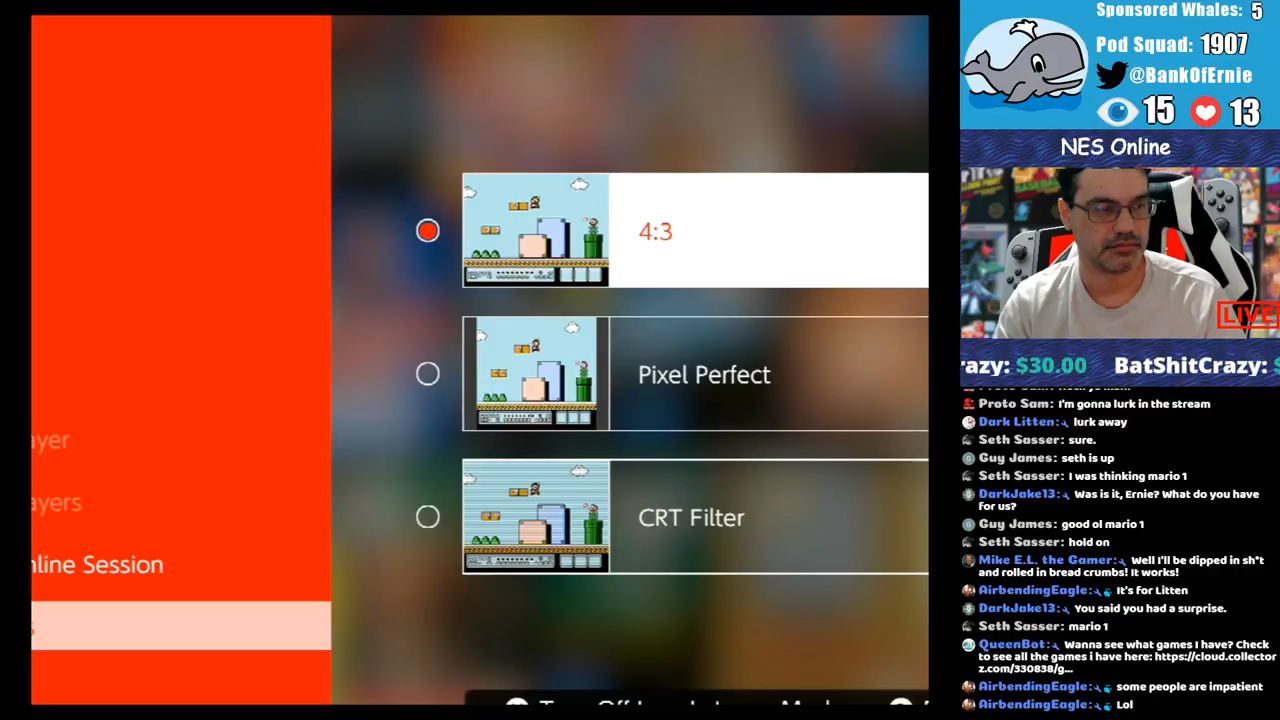 4:3
Pixel Perfect
CRT Filter
ayer
ayers
nline Session
Sponsored Whales: 5
Pod Squad: 1907
@BankOfErnie
15 13
NES Online
LIVE
razy: $30.00 BatShitCrazy:
Proto Sam: I'm gonna lurk in the stream
Dark Litten: lurk away
Seth Sasser: sure.
Guy James: seth is up
Seth Sasser: I was thinking mario 1
DarkJake13: Was is it, Ernie? What do you have
for us?
Guy James: good ol mario 1
Seth Sasser: hold on
Mike E.L. the Gamer: Well I'll be dipped in sh*t
and rolled in bread crumbs! It works!
AirbendingEagle: It's for Litten
DarkJake13: You said you had a surprise.
Seth Sasser: mario 1
QueenBot: Wanna see what games I have? Check
to see all the games i have here: https://cloud.collector
z.com/330838/g...
AirbendingEagle: some people are impatient
AirbendingEagle: Lol